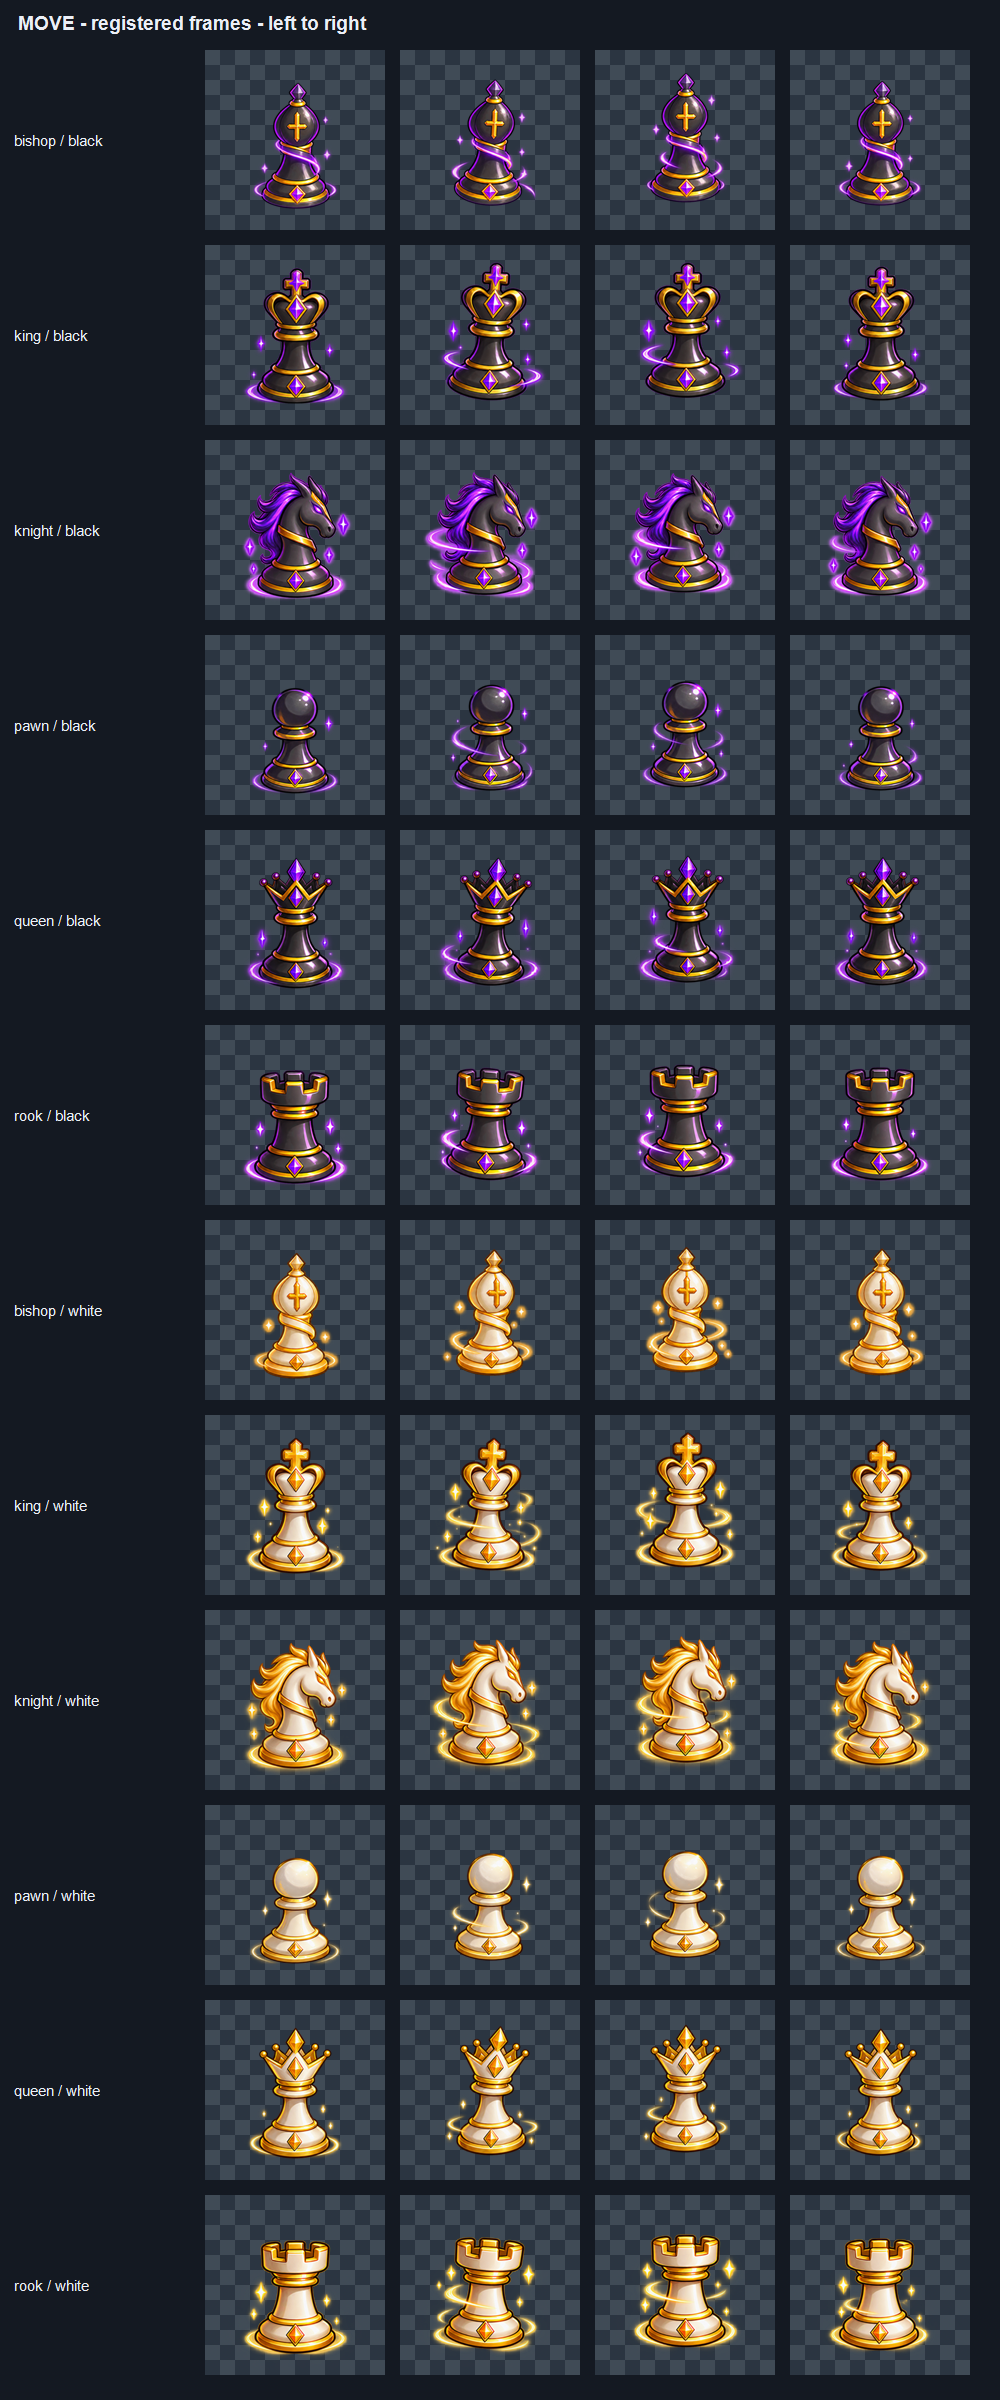 MOVE - registered frames - left to right
bishop / black
king / black
knight / black
pawn / black
queen / black
rook / black
bishop / white
king / white
knight / white
pawn / white
queen / white
rook / white